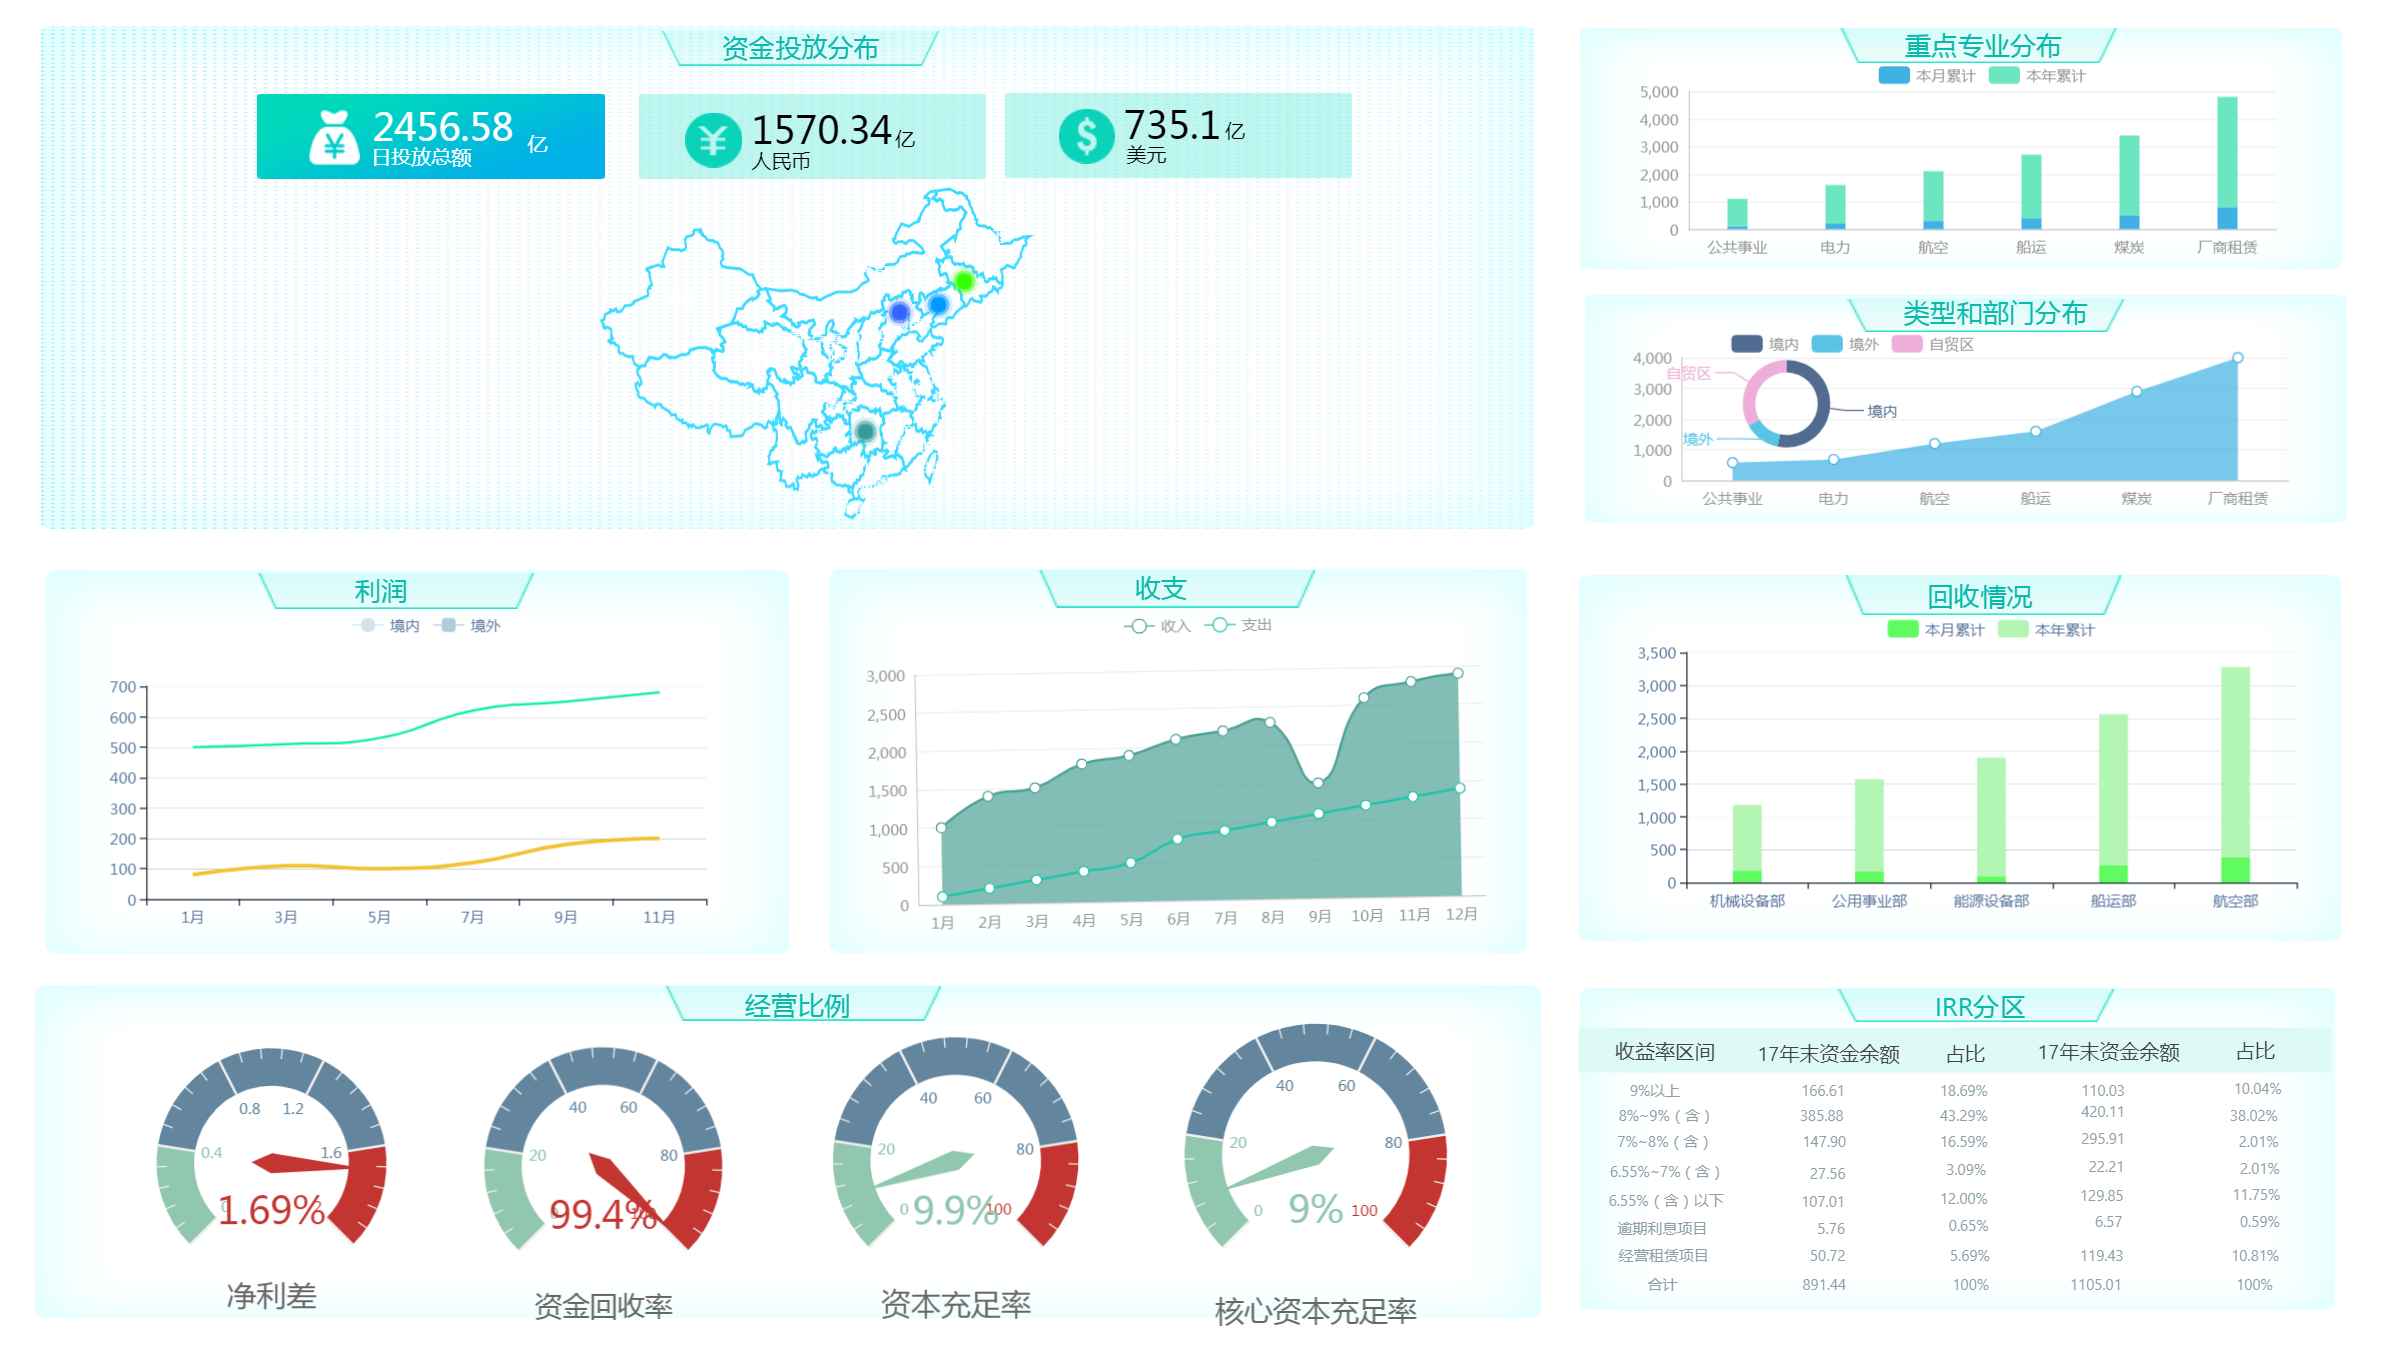 资金投放分布
2456.58 亿
日投放总额
1570.34亿
人民币
735.1亿
美元
重点专业分布
本月累计 本年累计
5,000
4,000
3,000
2,000
1,000
0
公共事业 电力 航空 船运 煤炭 厂商租赁
类型和部门分布
境内 境外 自贸区
4,000
3,000
2,000
1,000
0
自贸区
境内
境外
公共事业 电力 航空 船运 煤炭 厂商租赁
利润
境内 境外
700
600
500
400
300
200
100
0
1月 3月 5月 7月 9月 11月
收支
收入 支出
3,000
2,500
2,000
1,500
1,000
500
0
1月 2月 3月 4月 5月 6月 7月 8月 9月 10月 11月 12月
回收情况
本月累计 本年累计
3,500
3,000
2,500
2,000
1,500
1,000
500
0
机械设备部 公用事业部 能源设备部 船运部 航空部
经营比例
0.4 0.8 1.2 1.6
1.69%
净利差
20 40 60 80
99.4%
资金回收率
0 20 40 60 80 100
9.9%
资本充足率
0 20 40 60 80 100
9%
核心资本充足率
IRR分区
收益率区间 17年末资金余额 占比 17年末资金余额 占比
9%以上 166.61 18.69% 110.03 10.04%
8%~9%（含） 385.88 43.29% 420.11 38.02%
7%~8%（含） 147.90 16.59% 295.91 2.01%
6.55%~7%（含） 27.56 3.09% 22.21 2.01%
6.55%（含）以下 107.01 12.00% 129.85 11.75%
逾期利息项目 5.76 0.65% 6.57 0.59%
经营租赁项目 50.72 5.69% 119.43 10.81%
合计 891.44 100% 1105.01 100%